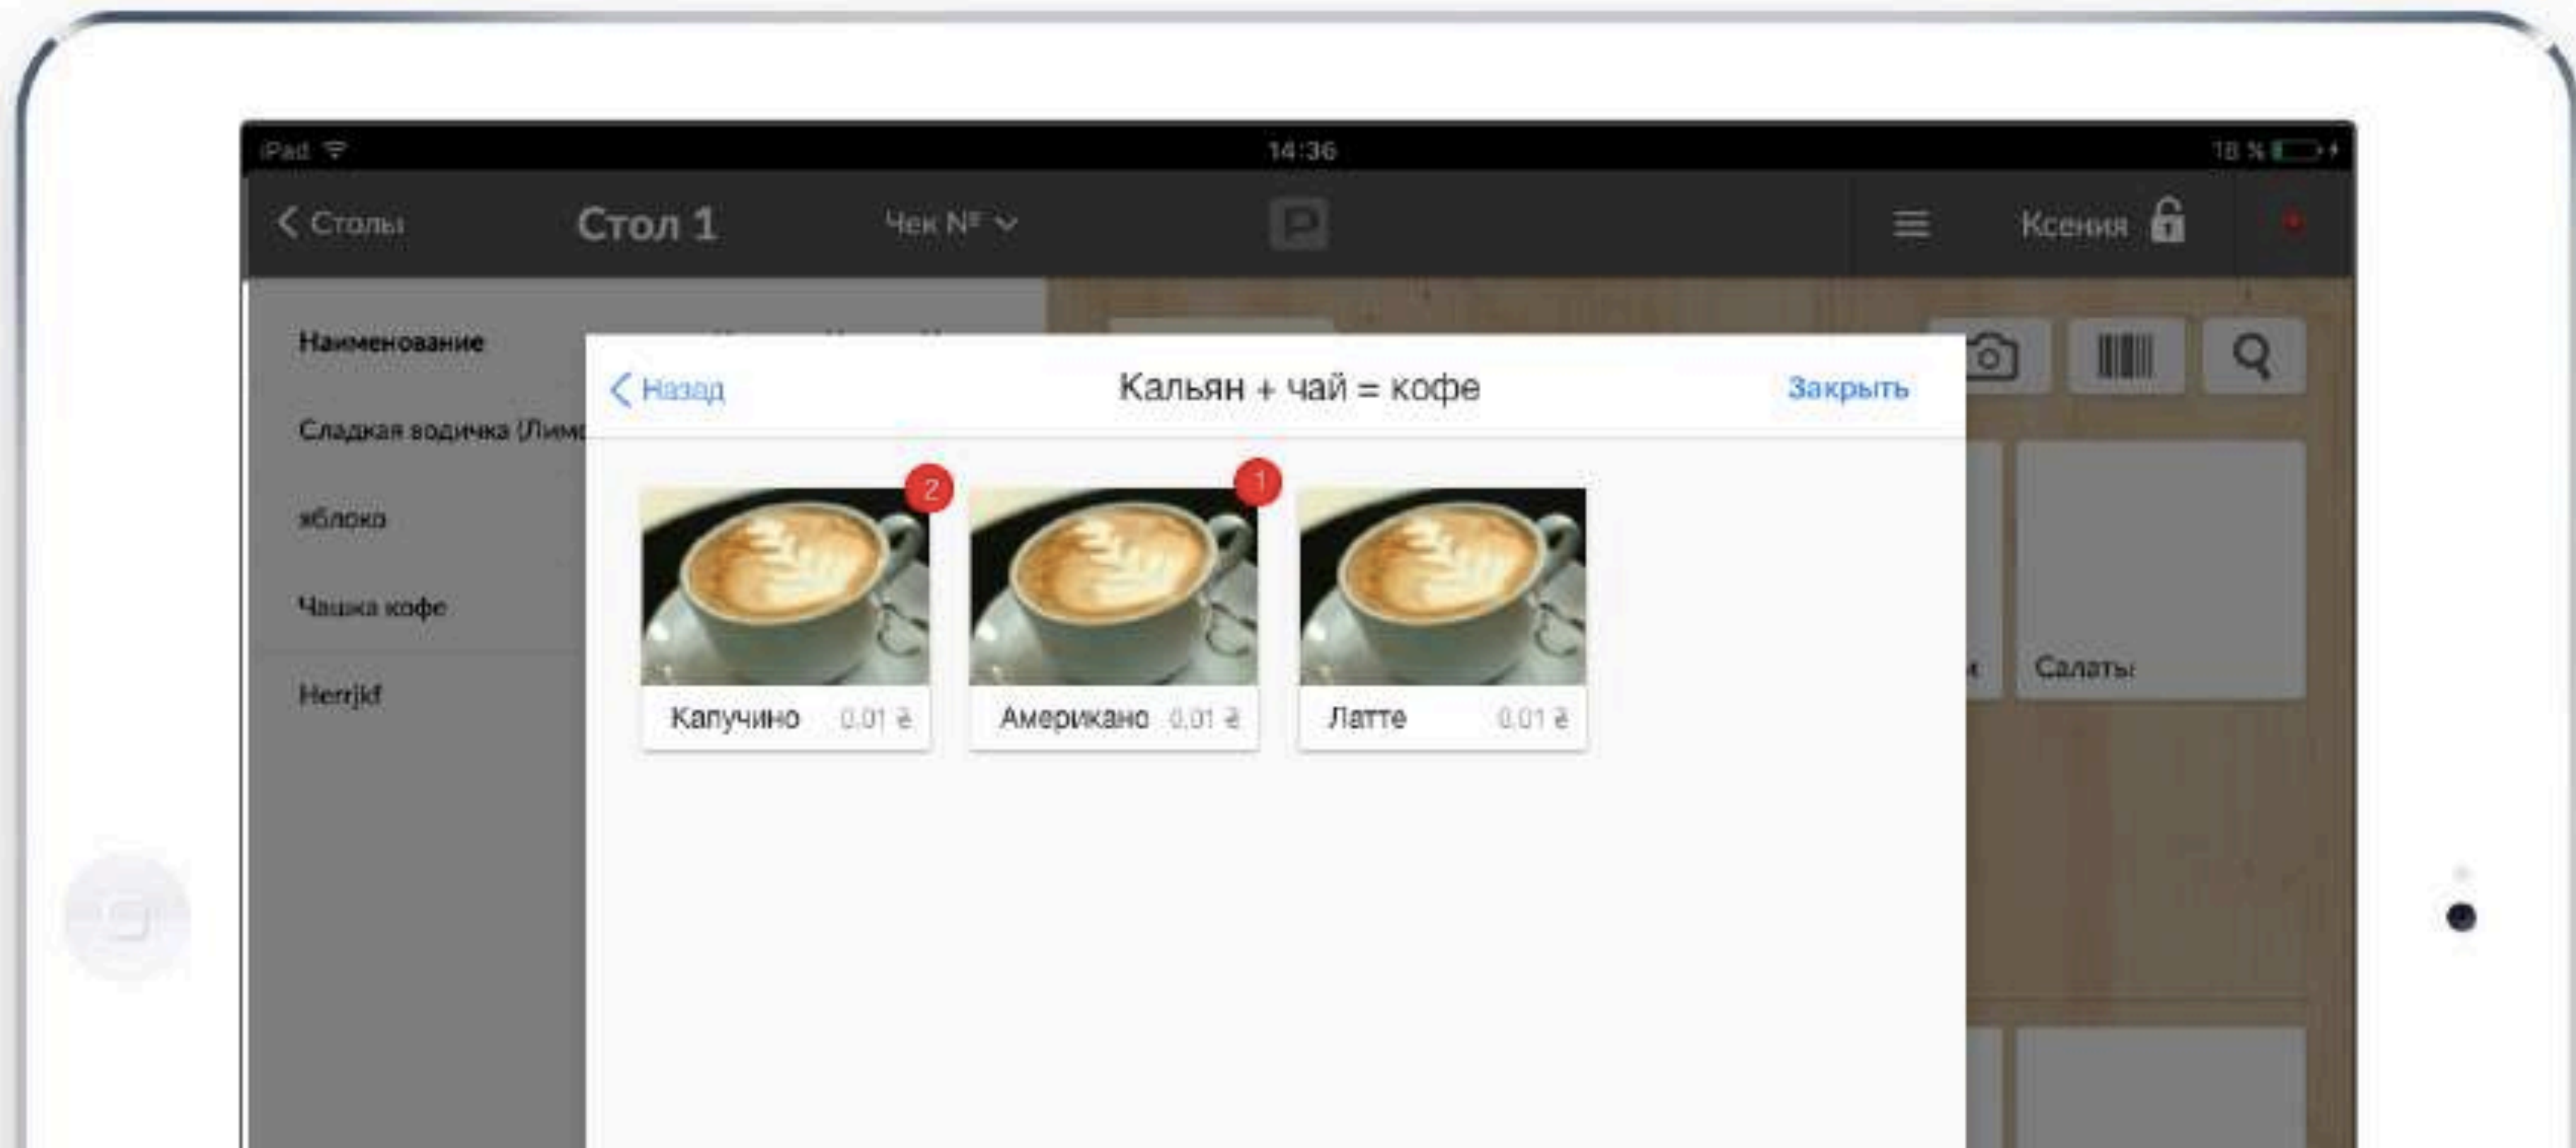 iPad
14:36
18 %
Столы
Стол 1
Чек №
Ксения
Наименование
Сладкая водичка (Лимо
яблоко
Чашка кофе
Herrjkf
Назад
Кальян + чай = кофе
Закрыть
2
1
Капучино 0,01 ₴
Американо 0,01 ₴
Латте 0,01 ₴
Салаты